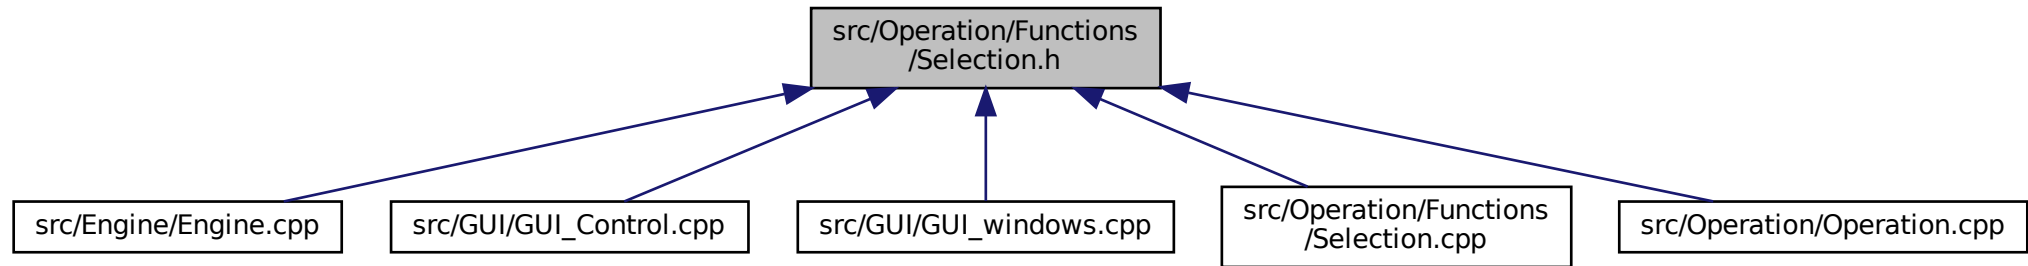 src/Operation/Functions
/Selection.h
src/Engine/Engine.cpp
src/GUI/GUI_Control.cpp
src/GUI/GUI_windows.cpp
src/Operation/Functions
/Selection.cpp
src/Operation/Operation.cpp